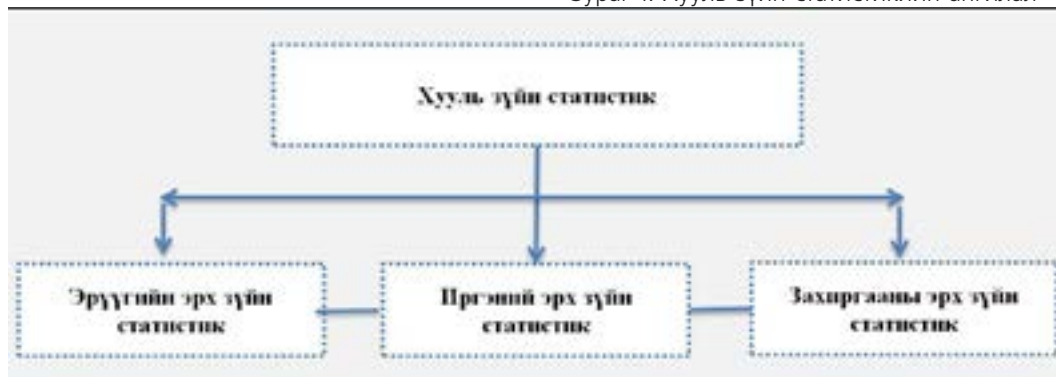 Хууль зүйн статистик
Эрүүгийн эрх зүйн
статистик
Иргэний эрх зүйн
статистик
Захиргааны эрх зүйн
статистик